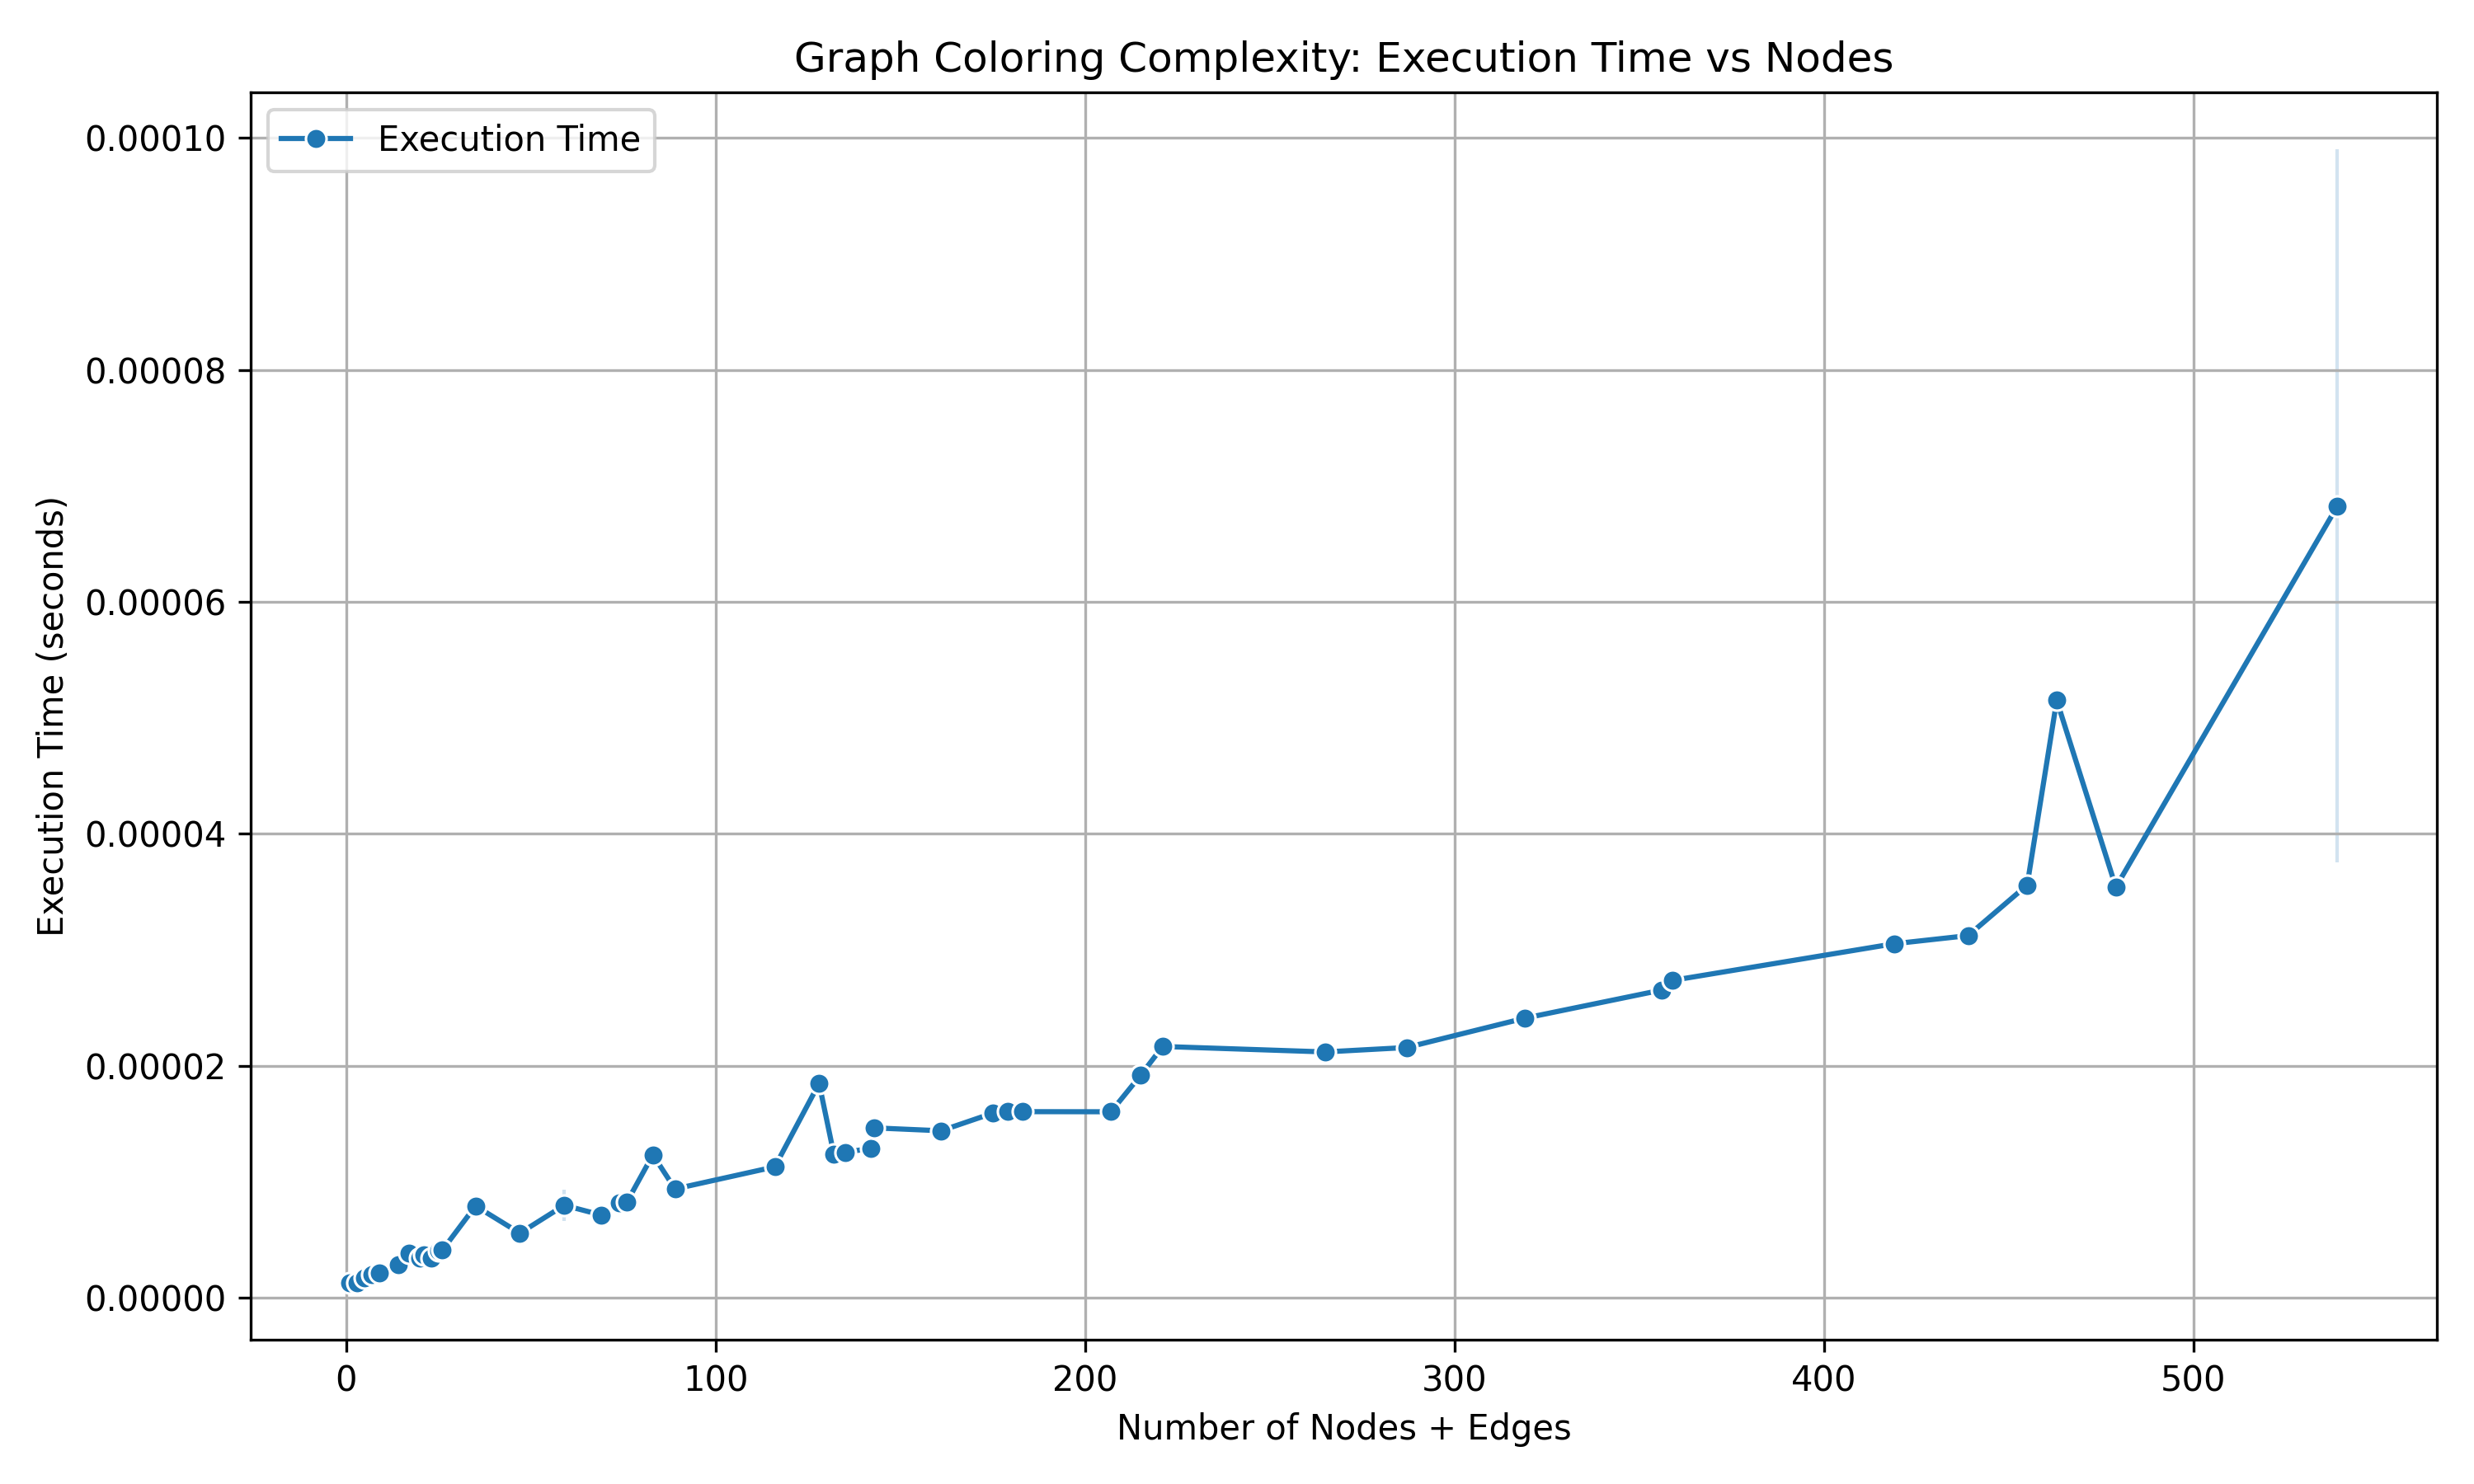 Graph Coloring Complexity: Execution Time vs Nodes
Execution Time
0.00010
0.00008
0.00006
0.00004
0.00002
0.00000
Execution Time (seconds)
0 100 200 300 400 500
Number of Nodes + Edges